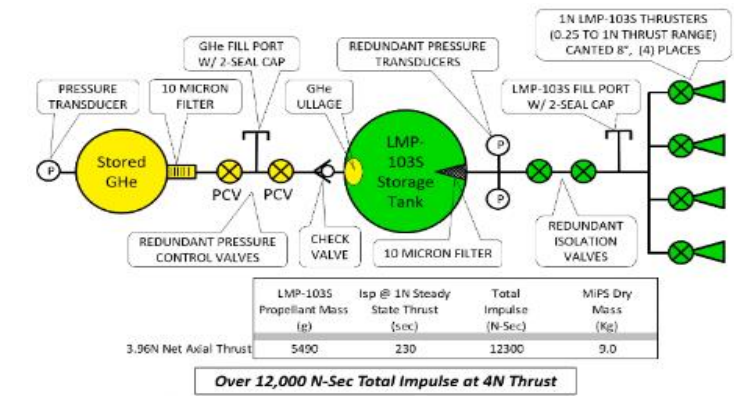 1N LMP-103S THRUSTERS
(0.25 TO 1N THRUST RANGE)
CANTED 8°, (4) PLACES
GHe FILL PORT
W/ 2-SEAL CAP
REDUNDANT PRESSURE
TRANSDUCERS
PRESSURE
TRANSDUCER
10 MICRON
FILTER
GHe
ULLAGE
LMP-103S FILL PORT
W/ 2-SEAL CAP
P
Stored
GHe
PCV
PCV
LMP-
103S
Storage
Tank
P
P
REDUNDANT PRESSURE
CONTROL VALVES
CHECK
VALVE
10 MICRON FILTER
REDUNDANT
ISOLATION
VALVES
LMP-103S Propellant Mass (g)
Isp @ 1N Steady State Thrust (sec)
Total Impulse (N-Sec)
MiPS Dry Mass (Kg)
3.96N Net Axial Thrust 5490 230 12300 9.0
Over 12,000 N-Sec Total Impulse at 4N Thrust